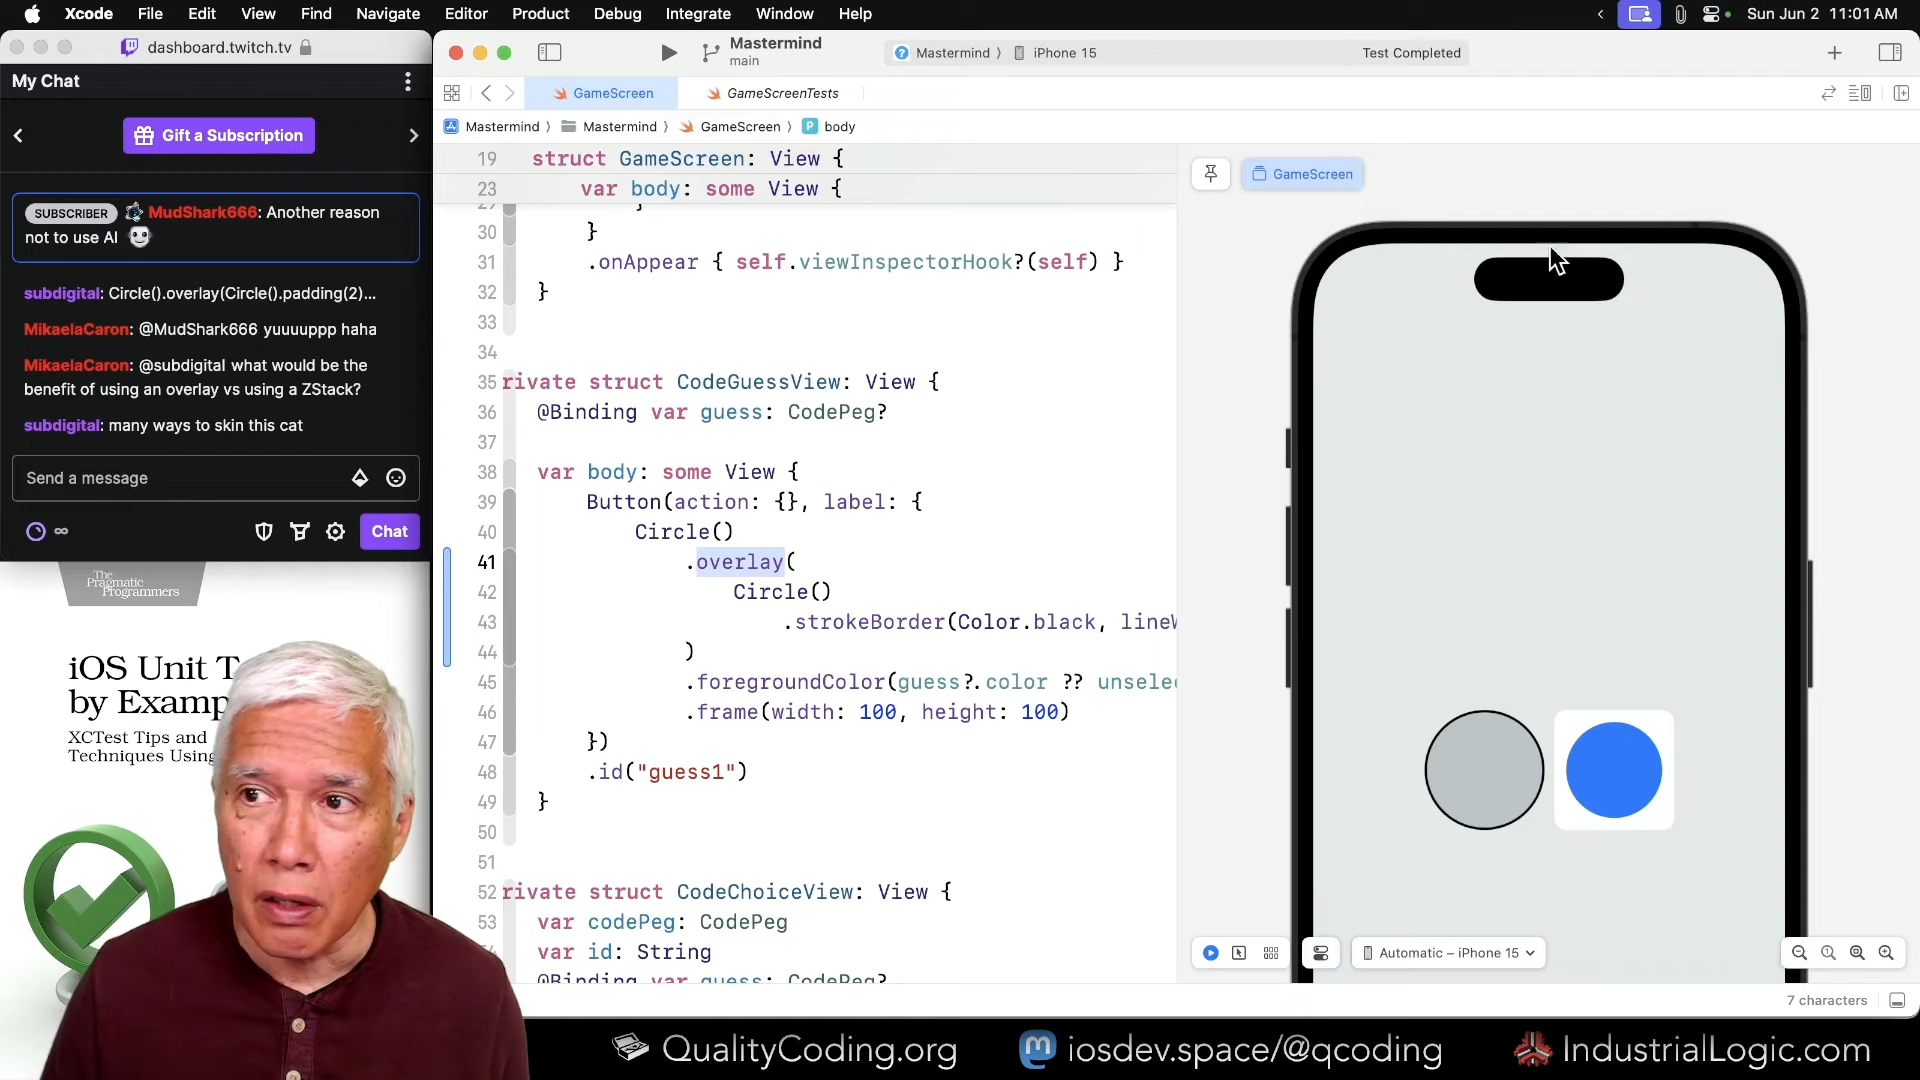 Xcode File Edit View Find Navigate Editor Product Debug Integrate Window Help
Sun Jun 2 11:01 AM
dashboard.twitch.tv
My Chat
Gift a Subscription
SUBSCRIBER MudShark666: Another reason
not to use AI
subdigital: Circle().overlay(Circle().padding(2)...
MikaelaCaron: @MudShark666 yuuuuppp haha
MikaelaCaron: @subdigital what would be the
benefit of using an overlay vs using a ZStack?
subdigital: many ways to skin this cat
Send a message
∞
Chat
Mastermind
main
Mastermind 〉 iPhone 15
Test Completed
GameScreen
GameScreenTests
Mastermind 〉 Mastermind 〉 GameScreen 〉 P body
19 struct GameScreen: View {
23 var body: some View {
30 }
31 .onAppear { self.viewInspectorHook?(self) }
32 }
33
34
35 rivate struct CodeGuessView: View {
36 @Binding var guess: CodePeg?
37
38 var body: some View {
39 Button(action: {}, label: {
40 Circle()
41 .overlay(
42 Circle()
43 .strokeBorder(Color.black, lineW
44 )
45 .foregroundColor(guess?.color ?? unselec
46 .frame(width: 100, height: 100)
47 })
48 .id("guess1")
49 }
50
51
52 rivate struct CodeChoiceView: View {
53 var codePeg: CodePeg
var id: String
@Binding var guess: CodePeg?
GameScreen
Automatic – iPhone 15
7 characters
The
Pragmatic
Programmers
iOS Unit T
by Examp
XCTest Tips and
Techniques Using
QualityCoding.org
iosdev.space/@qcoding
IndustrialLogic.com